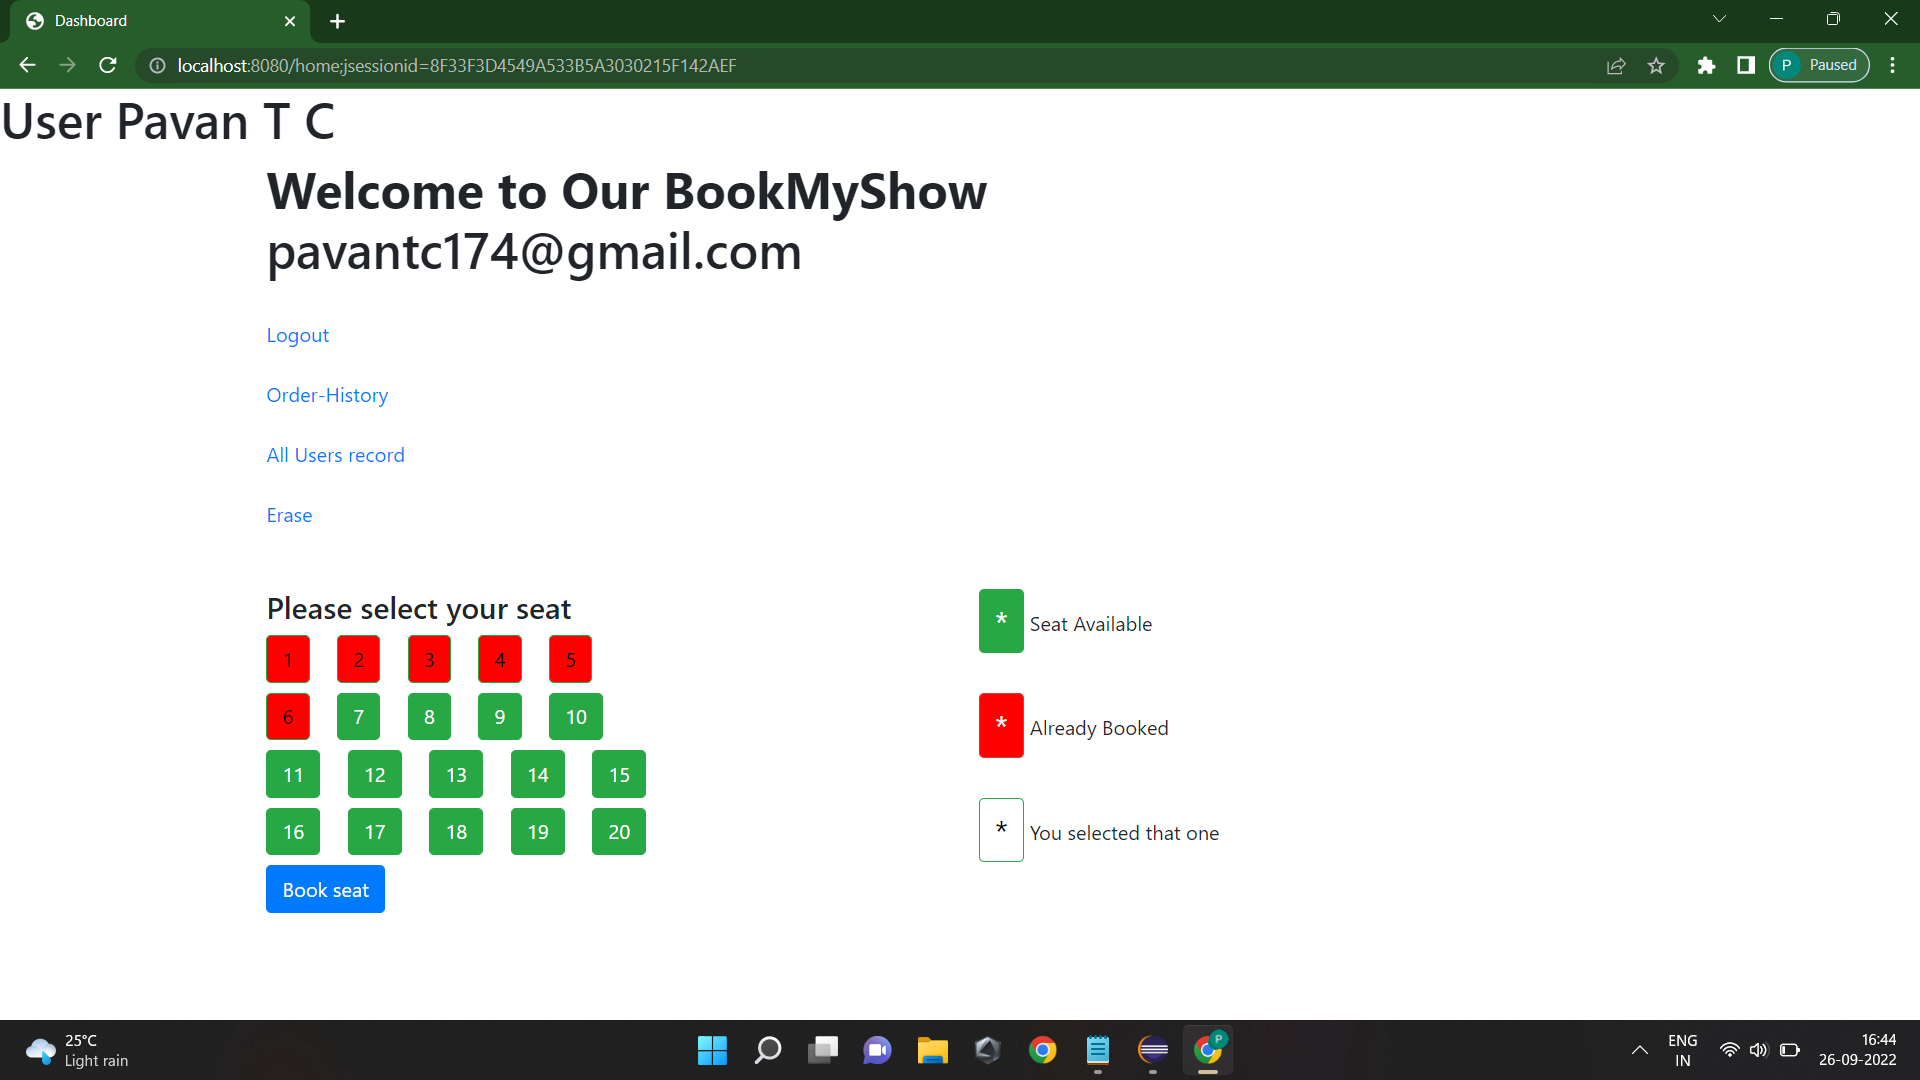 Dashboard
localhost:8080/home;jsessionid=8F33F3D4549A533B5A3030215F142AEF
P Paused
User Pavan T C
Welcome to Our BookMyShow
pavantc174@gmail.com
Logout
Order-History
All Users record
Erase
Please select your seat
1 2 3 4 5
6 7 8 9 10
11 12 13 14 15
16 17 18 19 20
Book seat
* Seat Available
* Already Booked
* You selected that one
25°C
Light rain
P
ENG
IN
16:44
26-09-2022